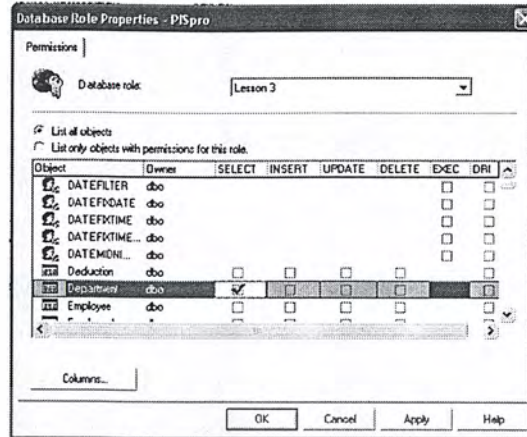 Database Role Properties - PISpro
Permissions
Database role:
Lesson 3
List all objects
List only objects with permissions for this role.
Object Owner SELECT INSERT UPDATE DELETE EXEC DRI
DATEFILTER dbo
DATEFIXDATE dbo
DATEFIXTIME dbo
DATEFIXTIME... dbo
DATEMIDNI... dbo
Deduction dbo
Department dbo
Employee dbo
Columns...
OK Cancel Apply Help